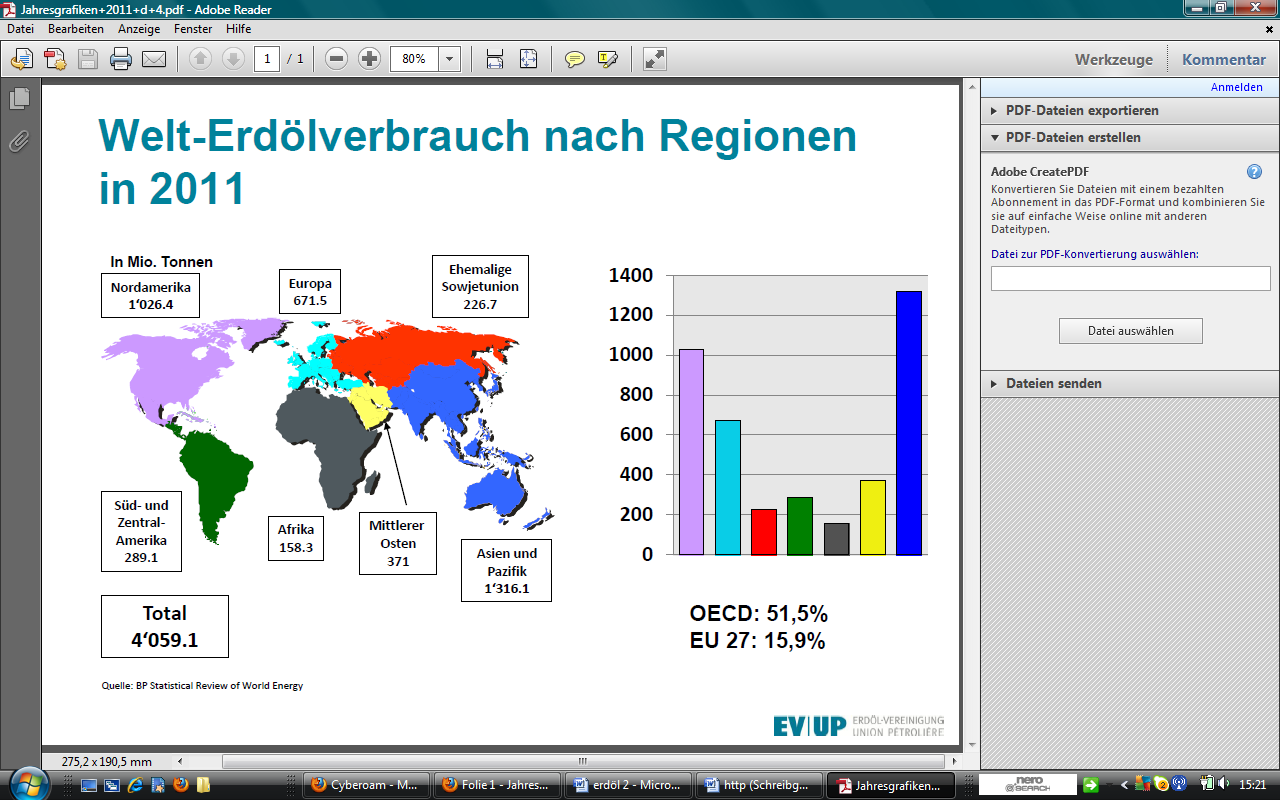 Jahresgrafiken+2011+d+4.pdf - Adobe Reader
Datei Bearbeiten Anzeige Fenster Hilfe
1 / 1 80% Werkzeuge Kommentar
Anmelden
PDF-Dateien exportieren
PDF-Dateien erstellen
Adobe CreatePDF
Konvertieren Sie Dateien mit einem bezahlten
Abonnement in das PDF-Format und kombinieren Sie
sie auf einfache Weise online mit anderen
Dateitypen.
Datei zur PDF-Konvertierung auswählen:
Datei auswählen
Dateien senden
Welt-Erdölverbrauch nach Regionen
in 2011
In Mio. Tonnen
Nordamerika
1‘026.4
Europa
671.5
Ehemalige
Sowjetunion
226.7
Süd- und
Zentral-
Amerika
289.1
Afrika
158.3
Mittlerer
Osten
371
Asien und
Pazifik
1‘316.1
Total
4‘059.1
1400
1200
1000
800
600
400
200
0
OECD: 51,5%
EU 27: 15,9%
Quelle: BP Statistical Review of World Energy
EV|UP
ERDÖL-VEREINIGUNG
UNION PÉTROLIÈRE
275,2 x 190,5 mm
Cyberoam - M...
Folie 1 - Jahres...
erdöl 2 - Micro...
http (Schreibg...
Jahresgrafiken...
nero
SEARCH
15:21